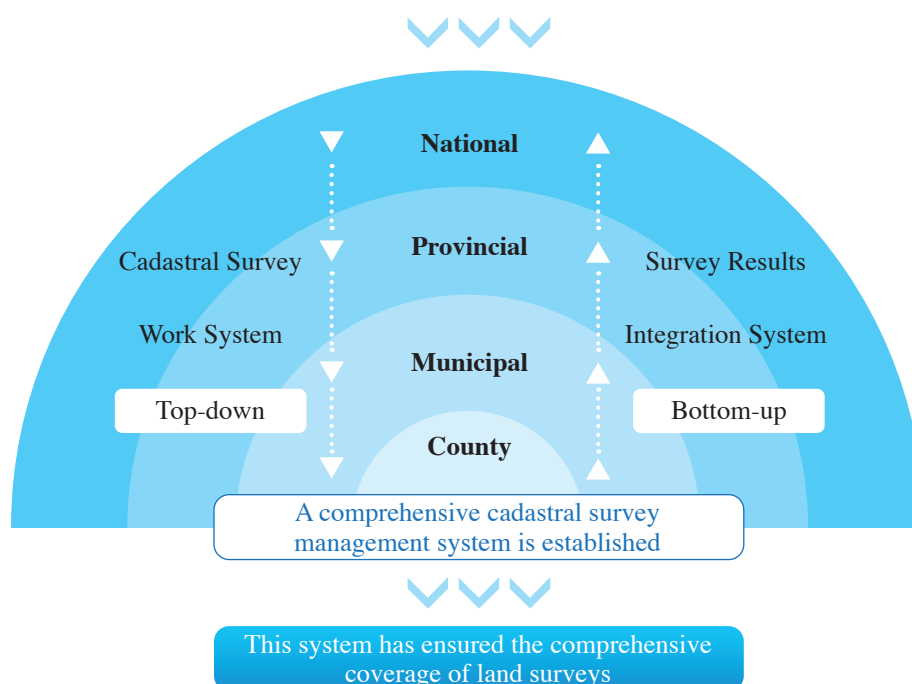 National
Provincial
Cadastral Survey
Survey Results
Work System
Integration System
Municipal
Top-down
Bottom-up
County
A comprehensive cadastral survey
management system is established
This system has ensured the comprehensive
coverage of land surveys